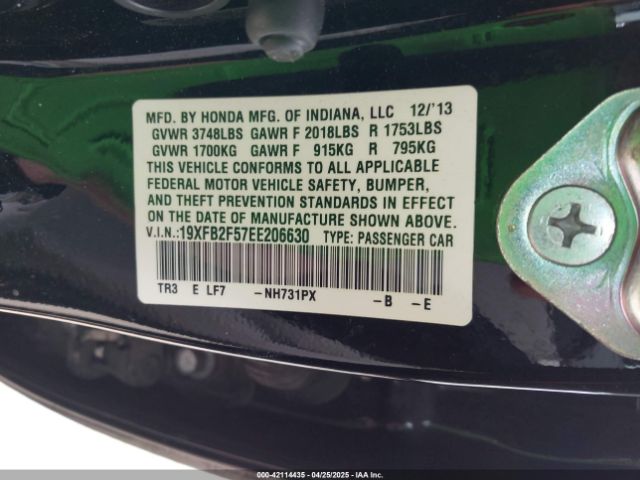 MFD. BY HONDA MFG. OF INDIANA, LLC 12/'13
GVWR 3748LBS GAWR F 2018LBS R 1753LBS
GVWR 1700KG GAWR F 915KG R 795KG
THIS VEHICLE CONFORMS TO ALL APPLICABLE
FEDERAL MOTOR VEHICLE SAFETY, BUMPER,
AND THEFT PREVENTION STANDARDS IN EFFECT
ON THE DATE OF MANUFACTURE SHOWN ABOVE.
V.I.N.:19XFB2F57EE206630 TYPE: PASSENGER CAR
TR3 E LF7 -NH731PX -B -E
000-42114435 - 04/25/2025 - IAA Inc.